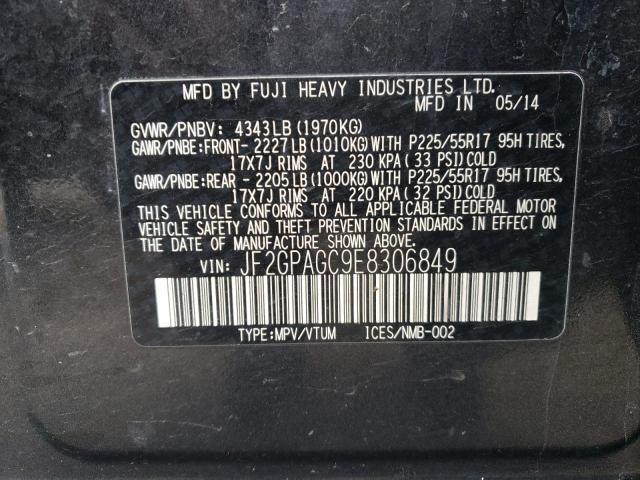 MFD BY FUJI HEAVY INDUSTRIES LTD.
MFD IN 05/14
GVWR/PNBV: 4343LB (1970KG)
GAWR/PNBE:FRONT- 2227LB (1010KG) WITH P225/55R17 95H TIRES,
17X7J RIMS AT 230 KPA (33 PSI) COLD
GAWR/PNBE:REAR - 2205LB (1000KG) WITH P225/55R17 95H TIRES,
17X7J RIMS AT 220 KPA (32 PSI) COLD
THIS VEHICLE CONFORMS TO ALL APPLICABLE FEDERAL MOTOR
VEHICLE SAFETY AND THEFT PREVENTION STANDARDS IN EFFECT
ON THE DATE OF MANUFACTURE SHOWN ABOVE.
VIN: JF2GPAGC9E8306849
TYPE:MPV/VTUM ICES/NMB-002